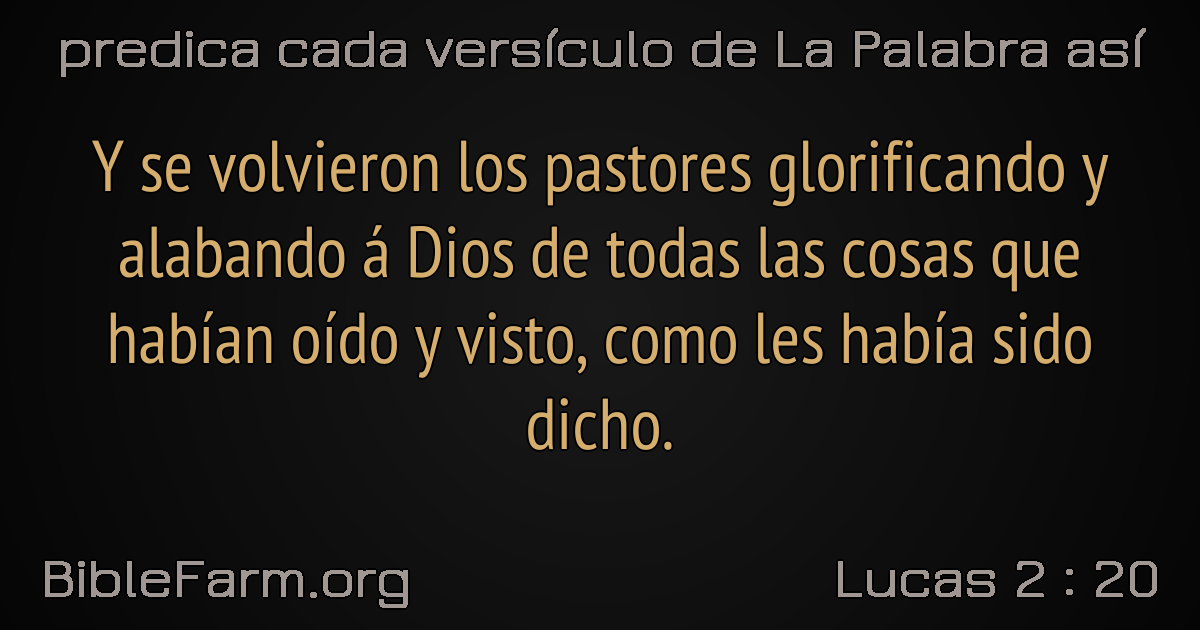 predica cada versículo de La Palabra así
Y se volvieron los pastores glorificando y
alabando á Dios de todas las cosas que
habían oído y visto, como les había sido
dicho.
BibleFarm.org
Lucas 2 : 20